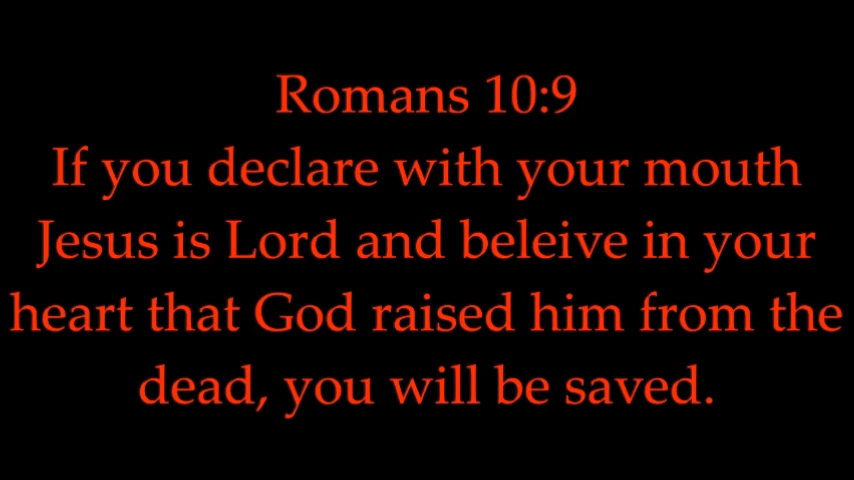 Romans 10:9
If you declare with your mouth
Jesus is Lord and beleive in your
heart that God raised him from the
dead, you will be saved.